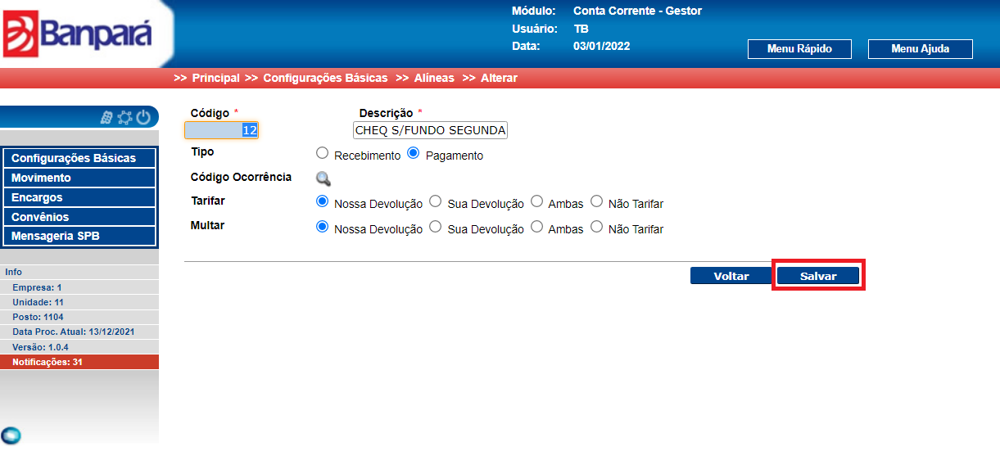 Banpará
Módulo: Conta Corrente - Gestor
Usuário: TB
Data: 03/01/2022
Menu Rápido Menu Ajuda
>> Principal >> Configurações Básicas >> Alíneas >> Alterar
Configurações Básicas
Movimento
Encargos
Convênios
Mensageria SPB
Info
Empresa: 1
Unidade: 11
Posto: 1104
Data Proc. Atual: 13/12/2021
Versão: 1.0.4
Notificações: 31
Código * Descrição *
12 CHEQ S/FUNDO SEGUNDA
Tipo Recebimento Pagamento
Código Ocorrência
Tarifar Nossa Devolução Sua Devolução Ambas Não Tarifar
Multar Nossa Devolução Sua Devolução Ambas Não Tarifar
Voltar Salvar